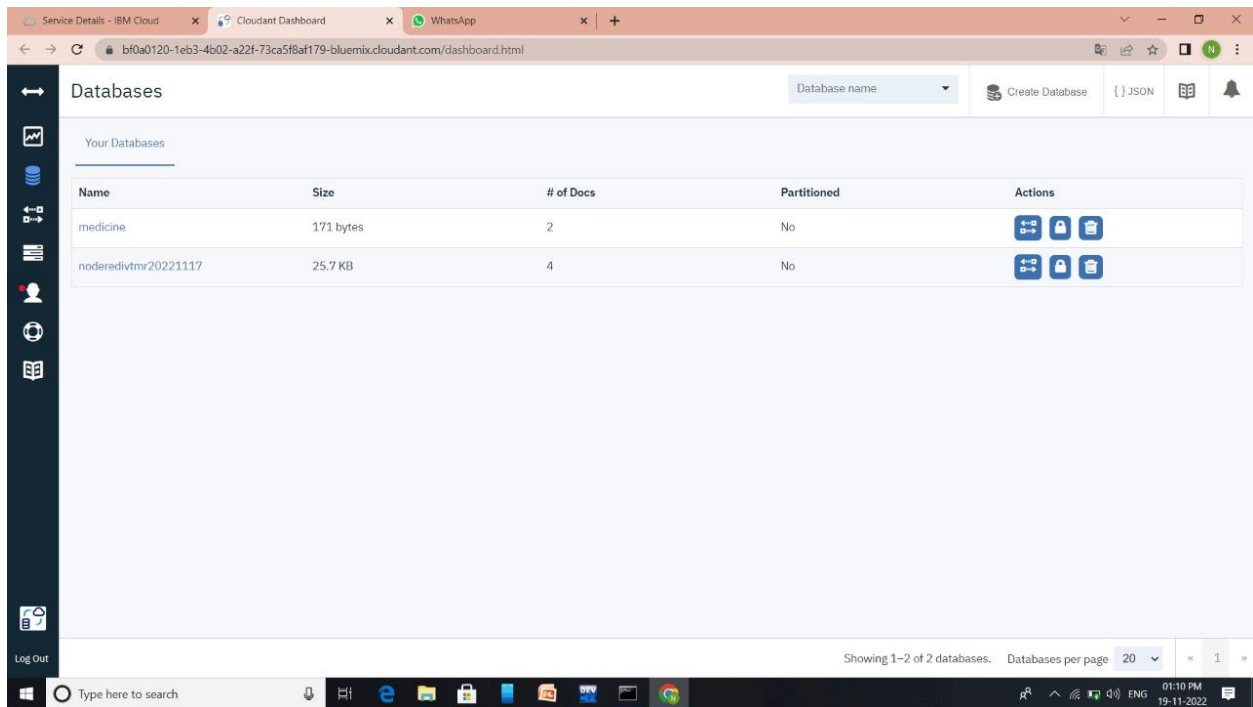 Service Details - IBM Cloud
Cloudant Dashboard
WhatsApp
bf0a0120-1eb3-4b02-a22f-73ca5f8af179-bluemix.cloudant.com/dashboard.html
N
Databases
Database name
Create Database
{ } JSON
Your Databases
Name Size # of Docs Partitioned Actions
medicine 171 bytes 2 No
noderedivtmr20221117 25.7 KB 4 No
Log Out
Showing 1–2 of 2 databases. Databases per page 20 « 1 »
Type here to search
ENG
01:10 PM
19-11-2022